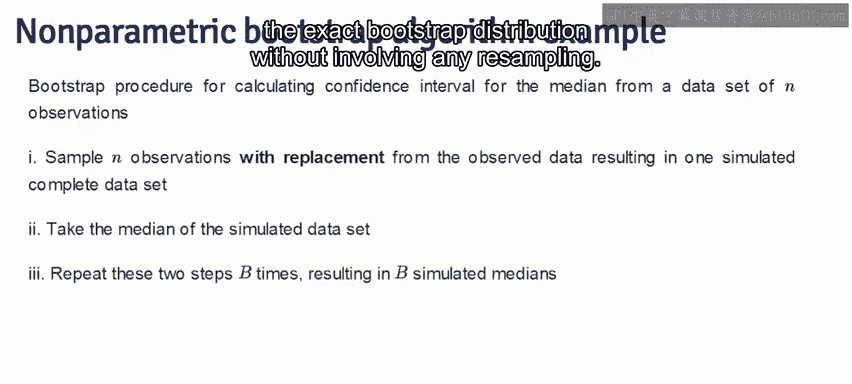 Nonparametric bootstrap algorithm example
the exact bootstrap distribution
without involving any resampling.
Bootstrap procedure for calculating confidence interval for the median from a data set of n
observations
i. Sample n observations with replacement from the observed data resulting in one simulated
complete data set
ii. Take the median of the simulated data set
iii. Repeat these two steps B times, resulting in B simulated medians